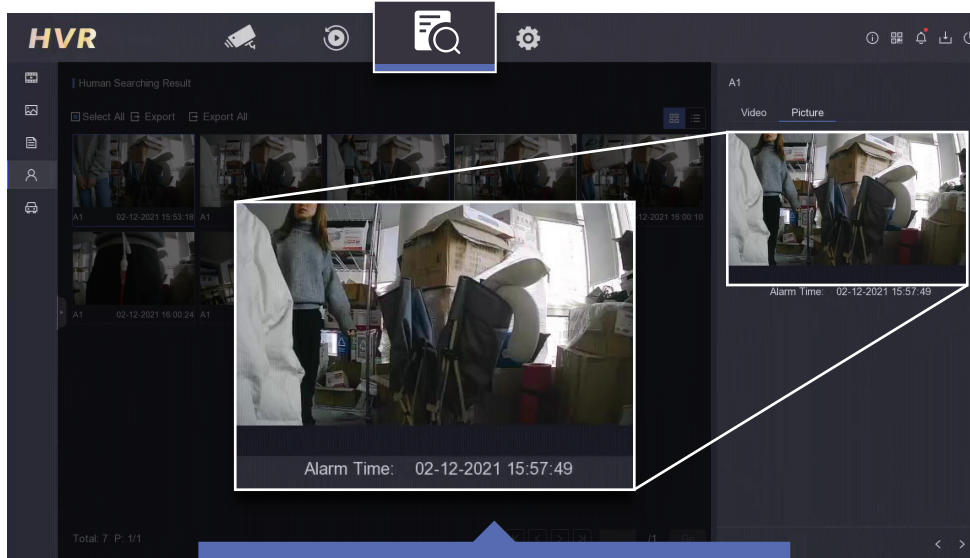 HVR
Human Searching Result
Select All Export Export All
A1 02-12-2021 15:53:18 A1
-12-2021 16:00:10
A1 02-12-2021 16:00:24 A1
Alarm Time: 02-12-2021 15:57:49
Total: 7 P: 1/1
/1 Go
A1
Video Picture
Alarm Time: 02-12-2021 15:57:49